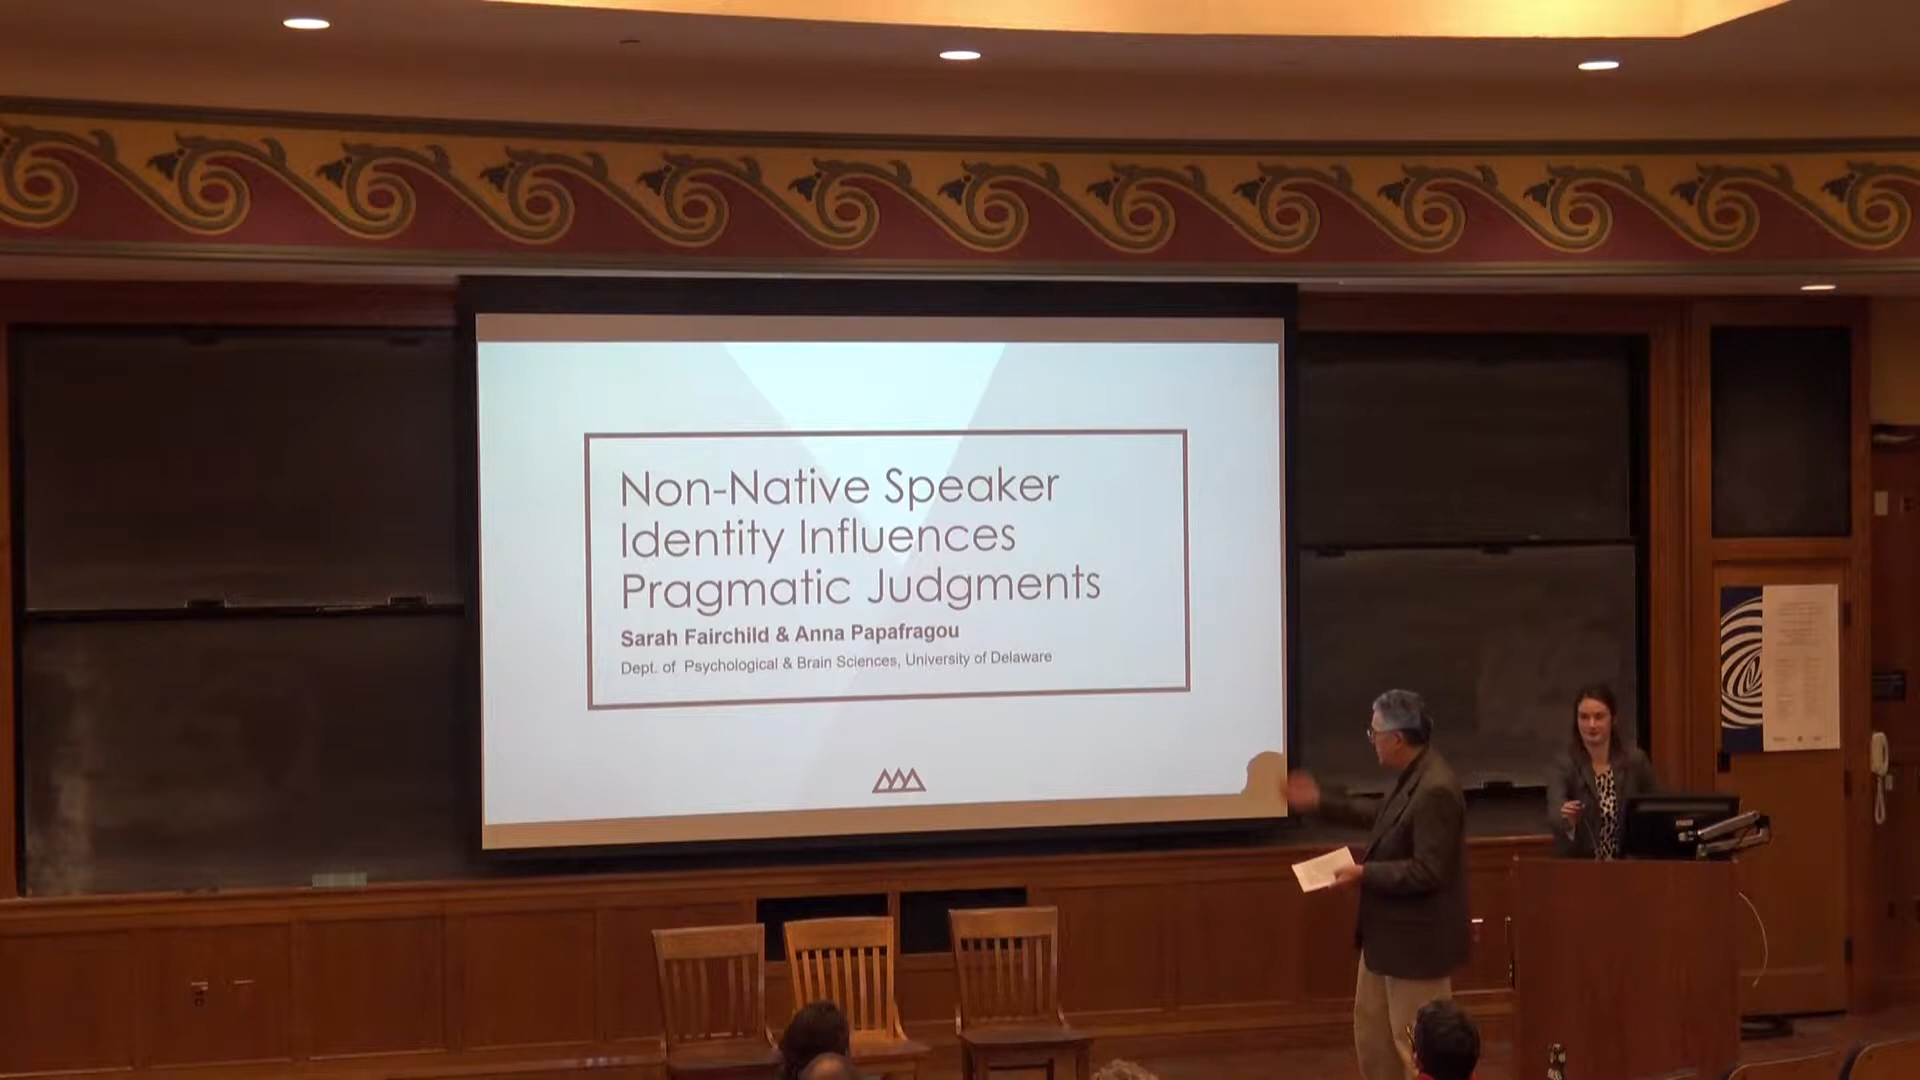 Non-Native Speaker
Identity Influences
Pragmatic Judgments
Sarah Fairchild & Anna Papafragou
Dept. of Psychological & Brain Sciences, University of Delaware